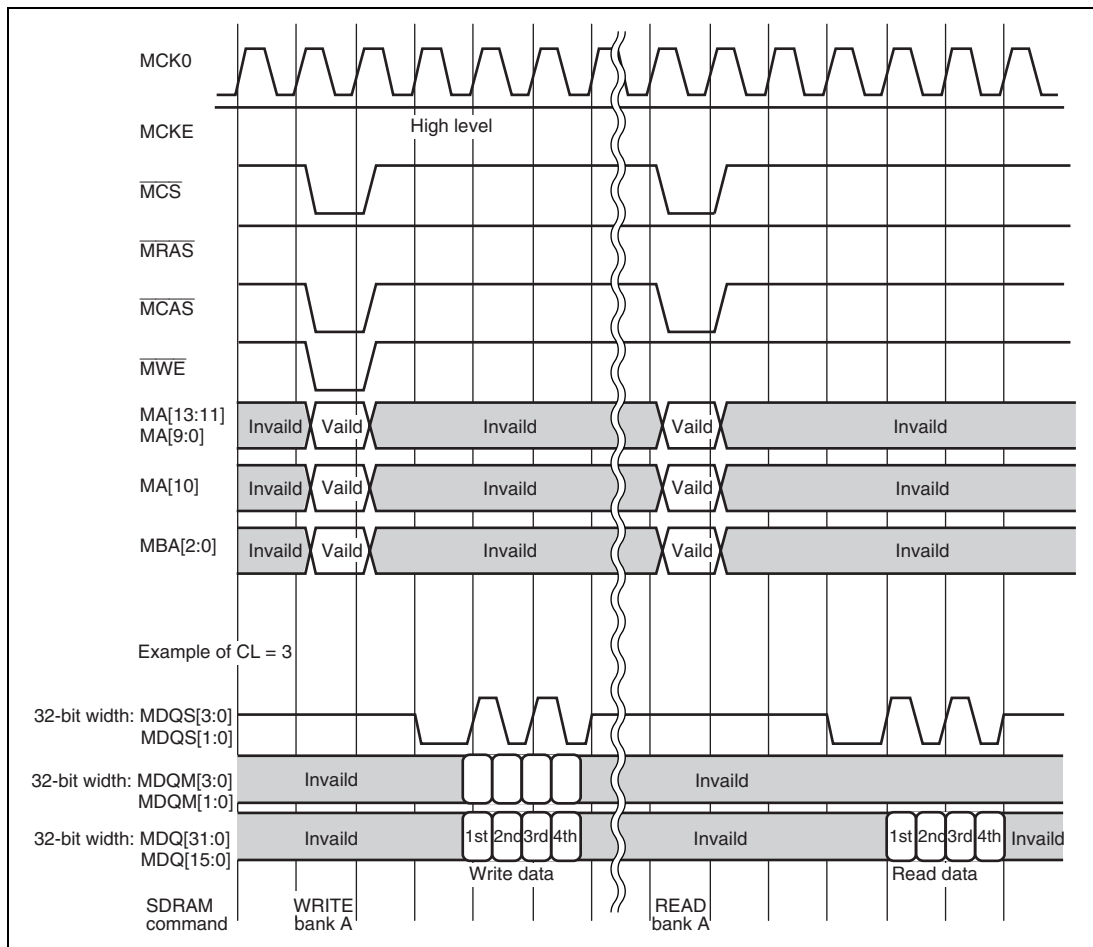 MCK0
MCKE
High level
MCS
MRAS
MCAS
MWE
MA[13:11]
MA[9:0]
Invaild Vaild Invaild Vaild Invaild
MA[10]
Invaild Vaild Invaild Vaild Invaild
MBA[2:0]
Invaild Vaild Invaild Vaild Invaild
Example of CL = 3
32-bit width: MDQS[3:0]
MDQS[1:0]
32-bit width: MDQM[3:0]
MDQM[1:0]
Invaild Invaild
32-bit width: MDQ[31:0]
MDQ[15:0]
Invaild 1st 2nd 3rd 4th Invaild 1st 2nd 3rd 4th Invaild
Write data Read data
SDRAM
command
WRITE
bank A
READ
bank A